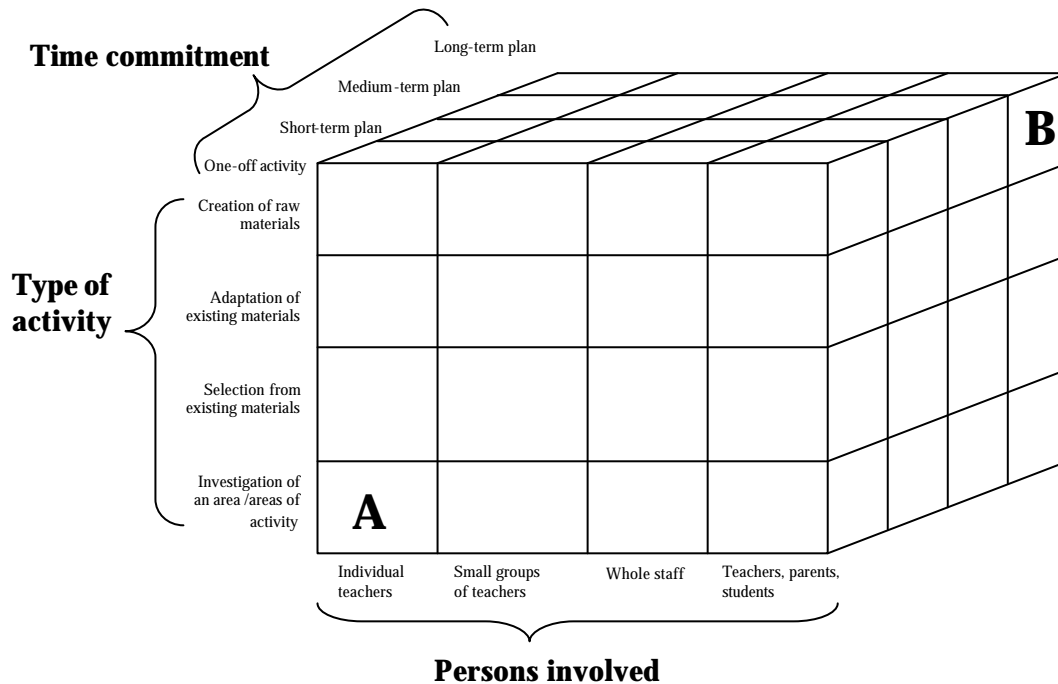 Time commitment
Long-term plan
Medium-term plan
Short-term plan
One-off activity
Type of
activity
Creation of raw
materials
Adaptation of
existing materials
Selection from
existing materials
Investigation of
an area /areas of
activity
A
B
Individual
teachers
Small groups
of teachers
Whole staff
Teachers, parents,
students
Persons involved